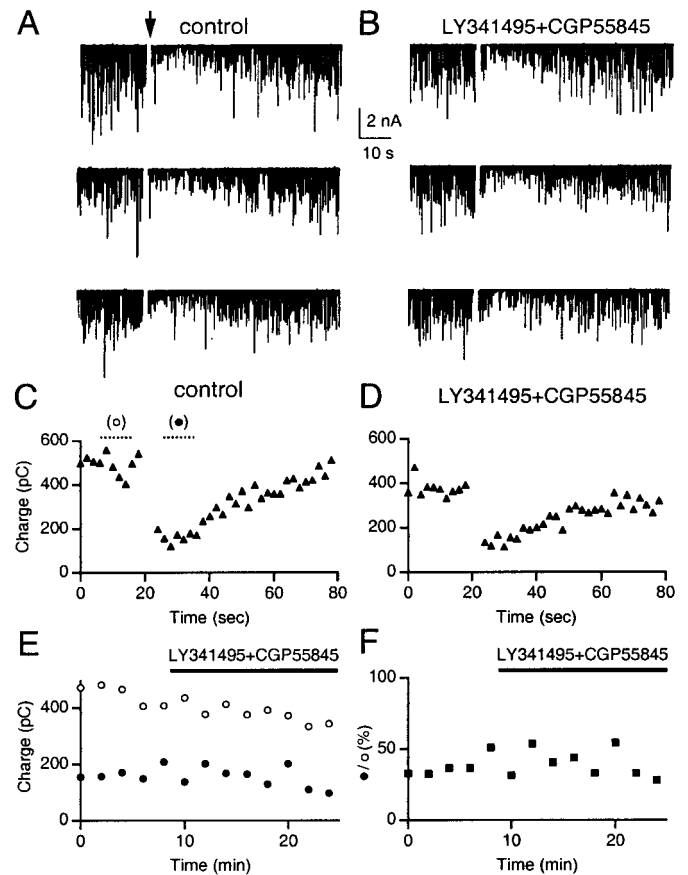 A
control
B
LY341495+CGP55845
2 nA
10 s
C
control
D
LY341495+CGP55845
(○)
(●)
Charge (pC)
600
400
200
0
0
20
40
60
80
Time (sec)
600
400
200
0
0
20
40
60
80
Time (sec)
E
LY341495+CGP55845
F
LY341495+CGP55845
Charge (pC)
400
200
0
0
10
20
Time (min)
●/○(%)
100
50
0
0
10
20
Time (min)